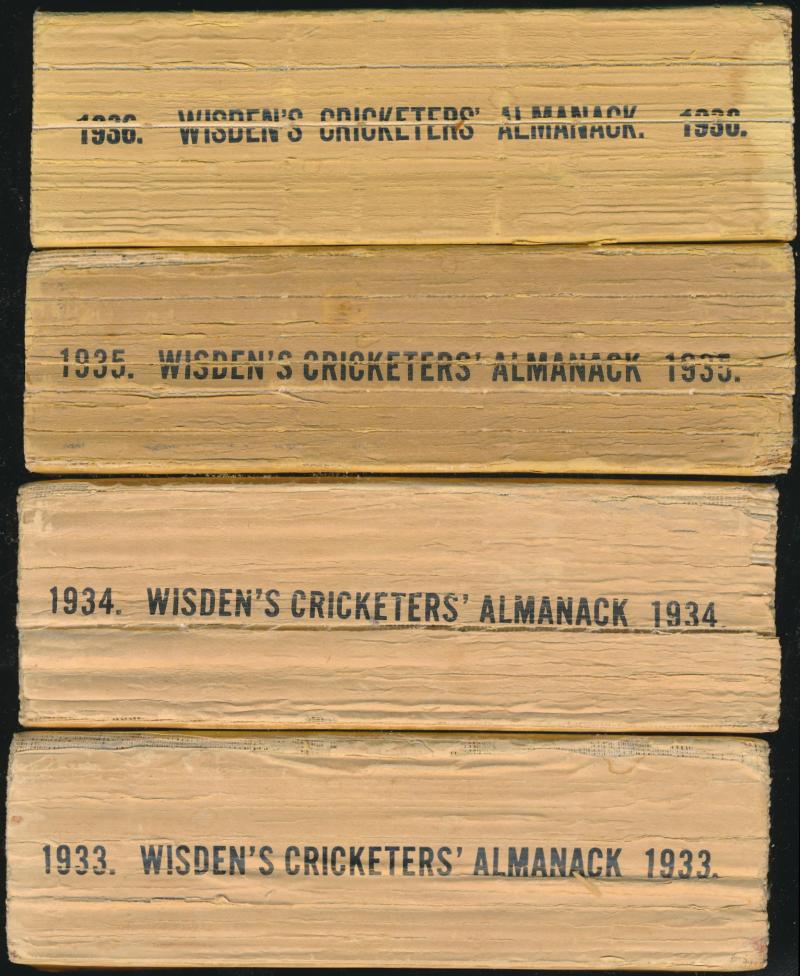 1936. WISDEN'S CRICKETERS' ALMANACK. 1936.
1935. WISDEN'S CRICKETERS' ALMANACK 1935.
1934. WISDEN'S CRICKETERS' ALMANACK 1934.
1933. WISDEN'S CRICKETERS' ALMANACK 1933.